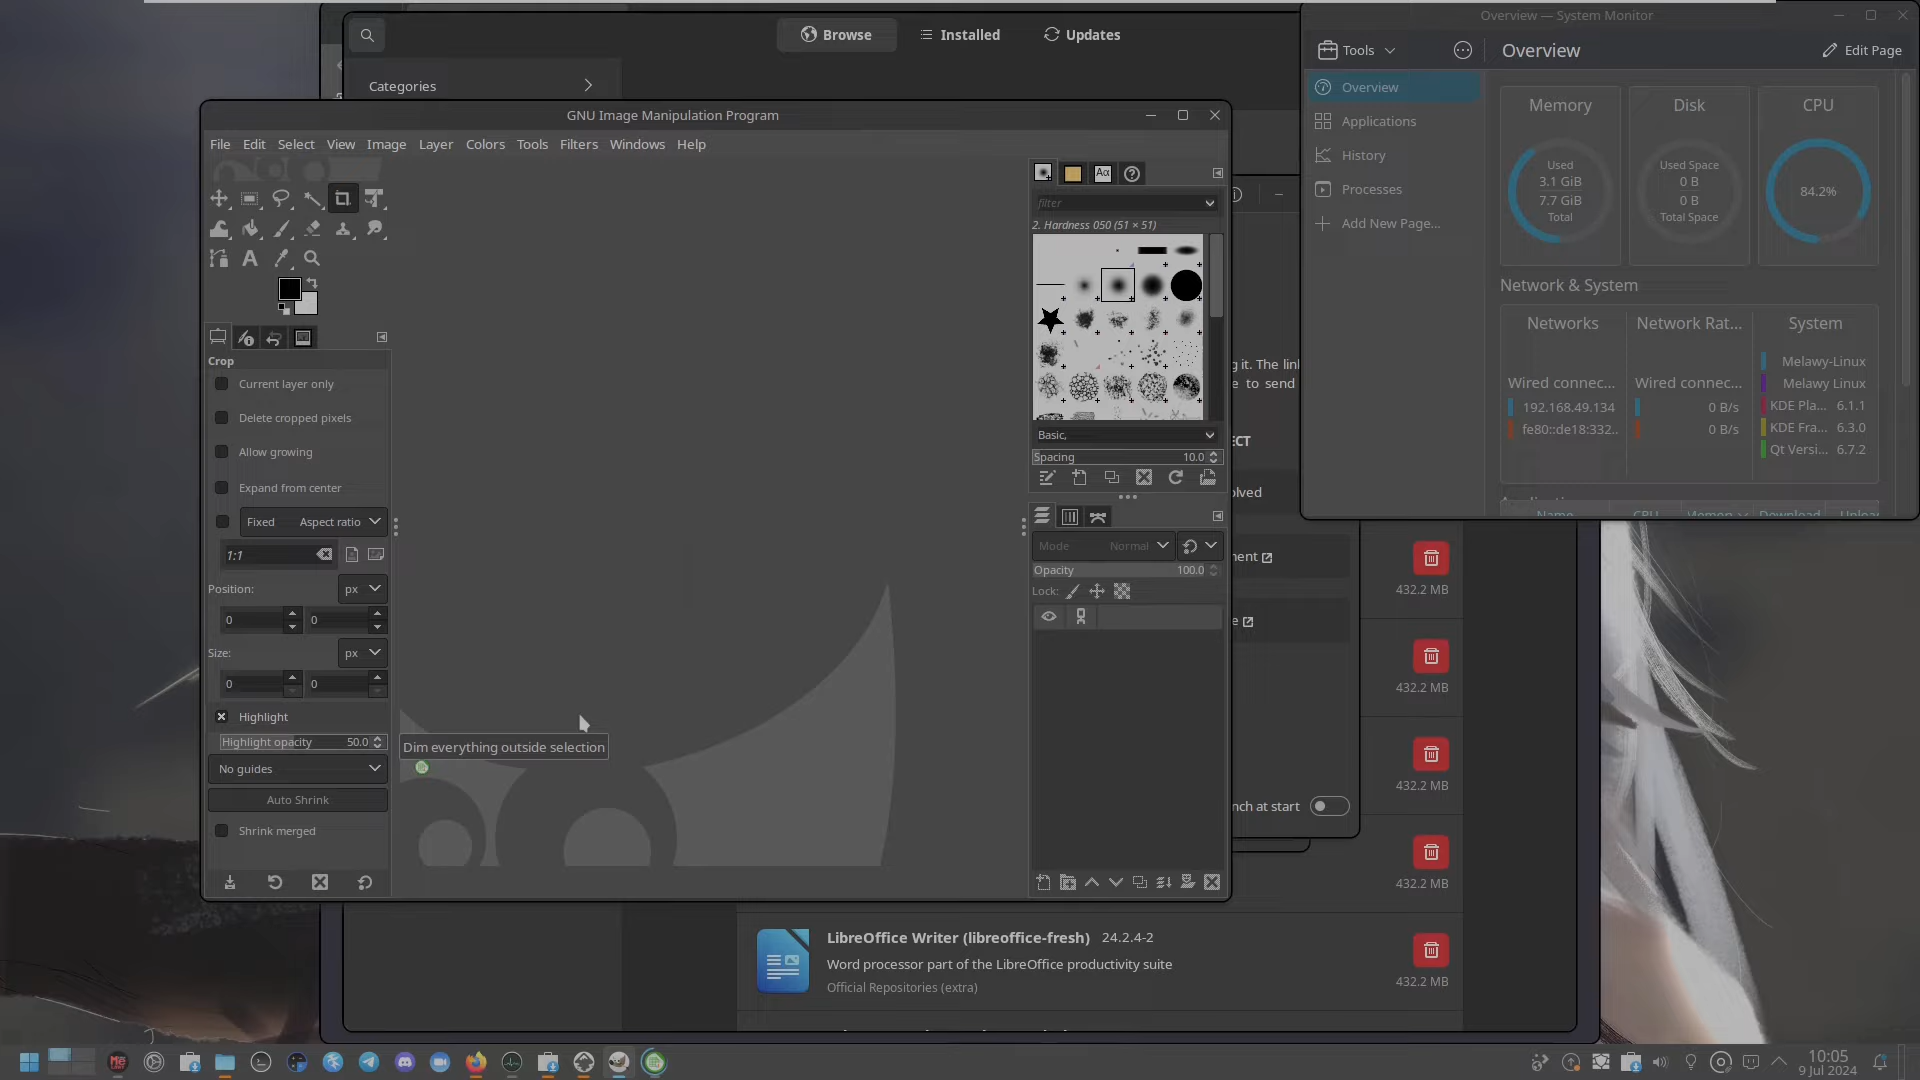 Browse
Installed
Updates
Categories
Overview — System Monitor
Tools
Overview
Edit Page
Overview
Applications
History
Processes
Add New Page...
Memory
Used
3.1 GiB
7.7 GiB
Total
Disk
Used Space
0 B
0 B
Total Space
CPU
84.2%
Network & System
Networks
Wired connec...
192.168.49.134
fe80::de18:332..
Network Rat...
Wired connec...
0 B/s
0 B/s
System
Melawy-Linux
Melawy Linux
KDE Pla... 6.1.1
KDE Fra... 6.3.0
Qt Versi... 6.7.2
GNU Image Manipulation Program
File Edit Select View Image Layer Colors Tools Filters Windows Help
Crop
Current layer only
Delete cropped pixels
Allow growing
Expand from center
Fixed Aspect ratio
1:1
Position: px
0 0
Size: px
0 0
Highlight
Highlight opacity 50.0
No guides
Auto Shrink
Shrink merged
Dim everything outside selection
Aα
filter
2. Hardness 050 (51 × 51)
Basic,
Spacing 10.0
Mode Normal
Opacity 100.0
Lock:
g it. The lin
e to send
ECT
olved
nent
e
nch at start
432.2 MB
432.2 MB
432.2 MB
432.2 MB
LibreOffice Writer (libreoffice-fresh) 24.2.4-2
Word processor part of the LibreOffice productivity suite
Official Repositories (extra)
432.2 MB
10:05
9 Jul 2024